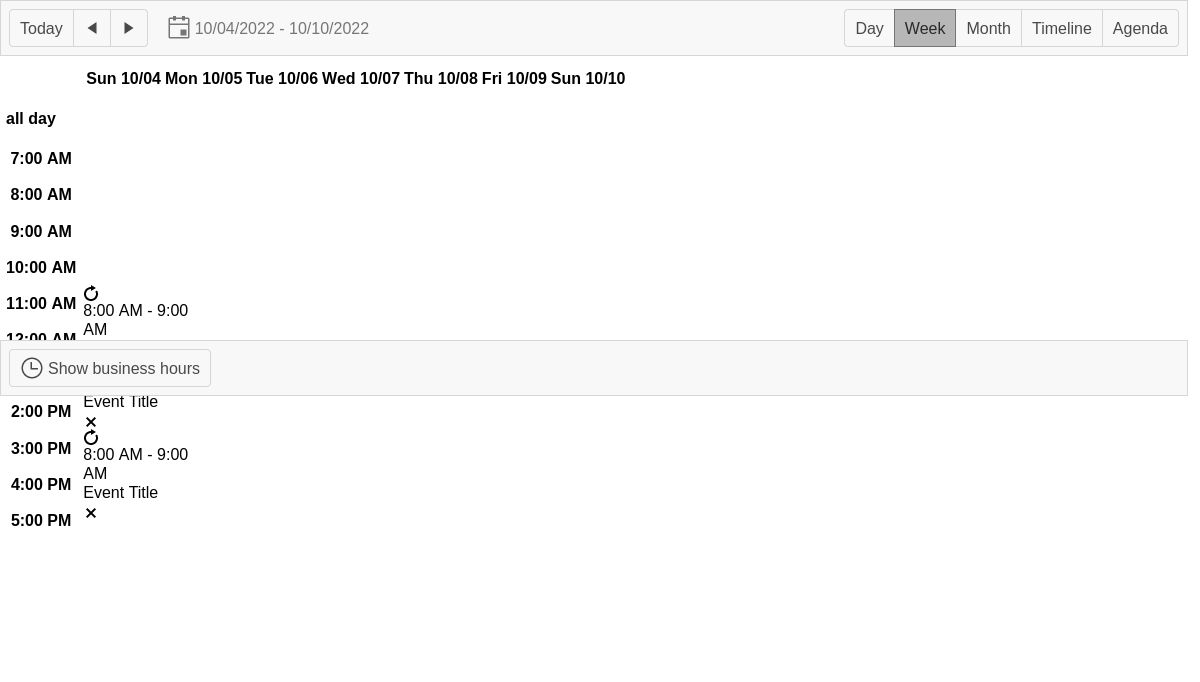 Today 10/04/2022 - 10/10/2022 Day Week Month Timeline Agenda
Sun 10/04 Mon 10/05 Tue 10/06 Wed 10/07 Thu 10/08 Fri 10/09 Sun 10/10
all day
7:00 AM
8:00 AM
9:00 AM
10:00 AM
11:00 AM
8:00 AM - 9:00
AM
12:00 AM
Show business hours
Event Title
2:00 PM
3:00 PM
8:00 AM - 9:00
AM
4:00 PM
Event Title
5:00 PM